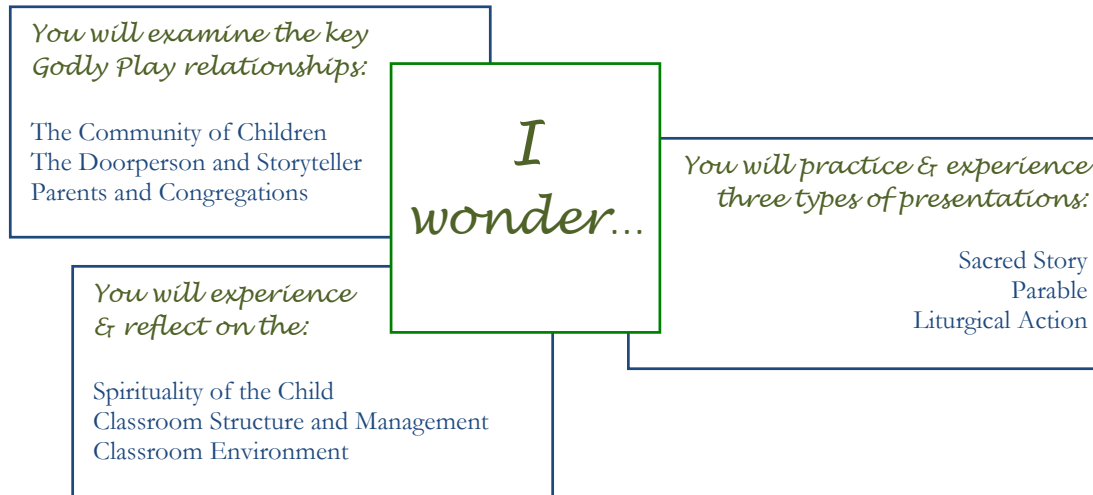 You will examine the key
Godly Play relationships:
The Community of Children
The Doorperson and Storyteller
Parents and Congregations
I
wonder...
You will practice & experience
three types of presentations:
Sacred Story
Parable
Liturgical Action
You will experience
& reflect on the:
Spirituality of the Child
Classroom Structure and Management
Classroom Environment